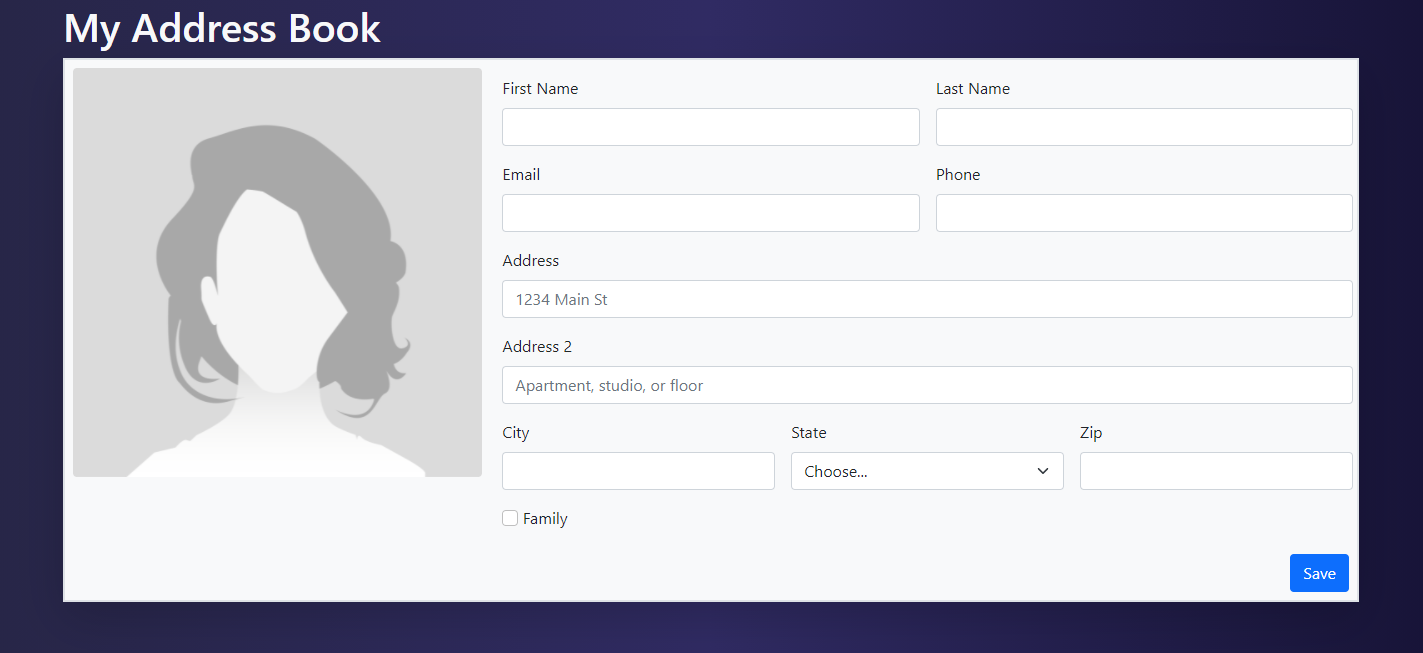 My Address Book
First Name Last Name
Email Phone
Address
1234 Main St
Address 2
Apartment, studio, or floor
City State Zip
Choose...
Family
Save